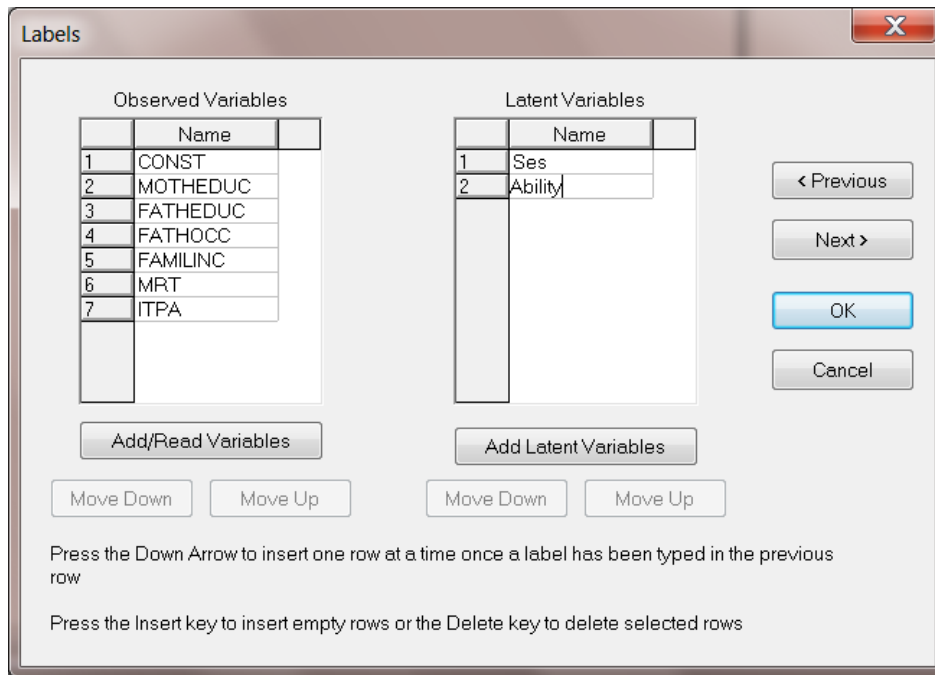 Labels
X
Observed Variables
Latent Variables
Name
1 CONST
2 MOTHEDUC
3 FATHEDUC
4 FATHOCC
5 FAMILINC
6 MRT
7 ITPA
Name
1 Ses
2 Ability
< Previous
Next >
OK
Cancel
Add/Read Variables
Add Latent Variables
Move Down
Move Up
Move Down
Move Up
Press the Down Arrow to insert one row at a time once a label has been typed in the previous
row
Press the Insert key to insert empty rows or the Delete key to delete selected rows